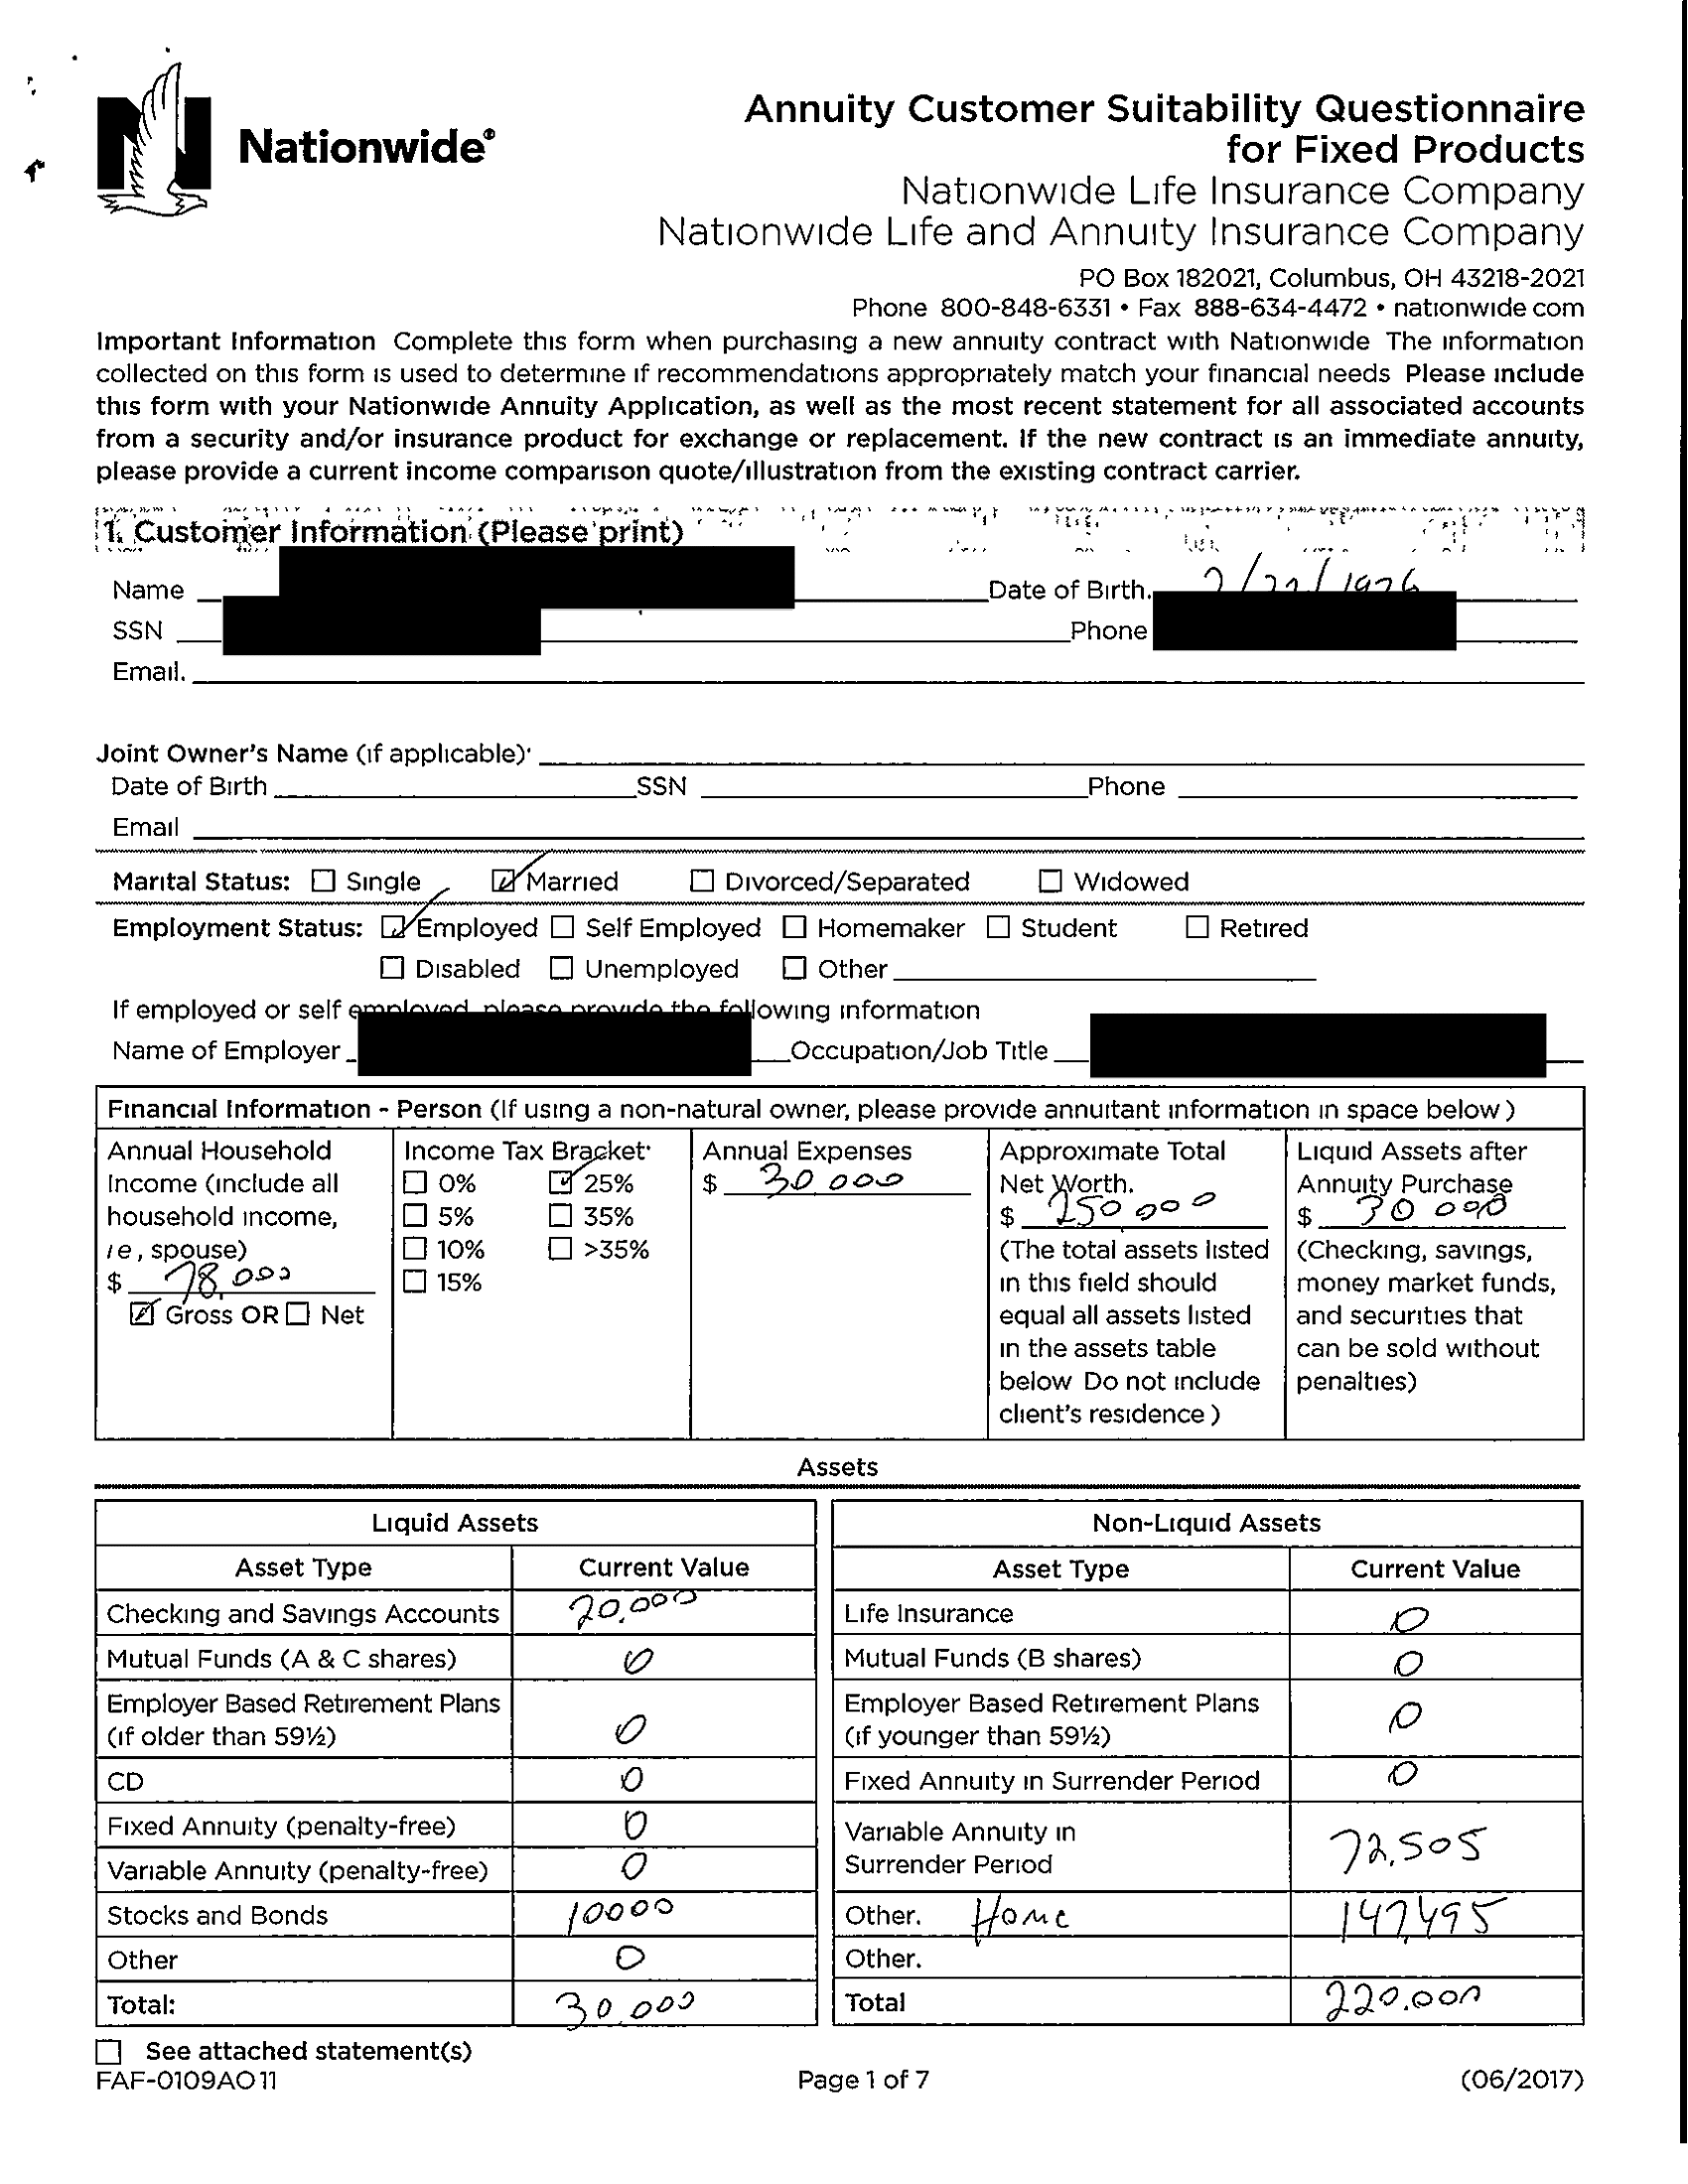 Nationwide®
Annuity Customer Suitability Questionnaire
for Fixed Products
Nationwide Life Insurance Company
Nationwide Life and Annuity Insurance Company
PO Box 182021, Columbus, OH 43218-2021
Phone 800-848-6331 • Fax 888-634-4472 • nationwide com
Important Information Complete this form when purchasing a new annuity contract with Nationwide The information
collected on this form is used to determine if recommendations appropriately match your financial needs Please include
this form with your Nationwide Annuity Application, as well as the most recent statement for all associated accounts
from a security and/or insurance product for exchange or replacement. If the new contract is an immediate annuity,
please provide a current income comparison quote/illustration from the existing contract carrier.
1. Customer Information (Please print)
Name Date of Birth.
SSN Phone
Email.
Joint Owner's Name (if applicable)
Date of Birth SSN Phone
Email
Marital Status: Single Married Divorced/Separated Widowed
Employment Status: Employed Self Employed Homemaker Student Retired
Disabled Unemployed Other
If employed or self employed, please provide the following information
Name of Employer Occupation/Job Title
Financial Information - Person (If using a non-natural owner, please provide annuitant information in space below)
Annual Household
Income (include all
household income,
ie, spouse)
$ 78,000
Gross OR Net
Income Tax Bracket
0% 25%
5% 35%
10% >35%
15%
Annual Expenses
$ 30 000
Approximate Total
Net Worth.
$ 250 000
(The total assets listed
in this field should
equal all assets listed
in the assets table
below Do not include
client's residence)
Liquid Assets after
Annuity Purchase
$ 30 000
(Checking, savings,
money market funds,
and securities that
can be sold without
penalties)
Assets
Liquid Assets
Asset Type Current Value
Checking and Savings Accounts 20,000
Mutual Funds (A & C shares) 0
Employer Based Retirement Plans
(if older than 59½) 0
CD 0
Fixed Annuity (penalty-free) 0
Variable Annuity (penalty-free) 0
Stocks and Bonds 10000
Other 0
Total: 30.000
Non-Liquid Assets
Asset Type Current Value
Life Insurance 0
Mutual Funds (B shares) 0
Employer Based Retirement Plans
(if younger than 59½) 0
Fixed Annuity in Surrender Period 0
Variable Annuity in
Surrender Period 72,505
Other. Home 147,495
Other.
Total 220.000
See attached statement(s)
FAF-0109AO 11 Page 1 of 7 (06/2017)